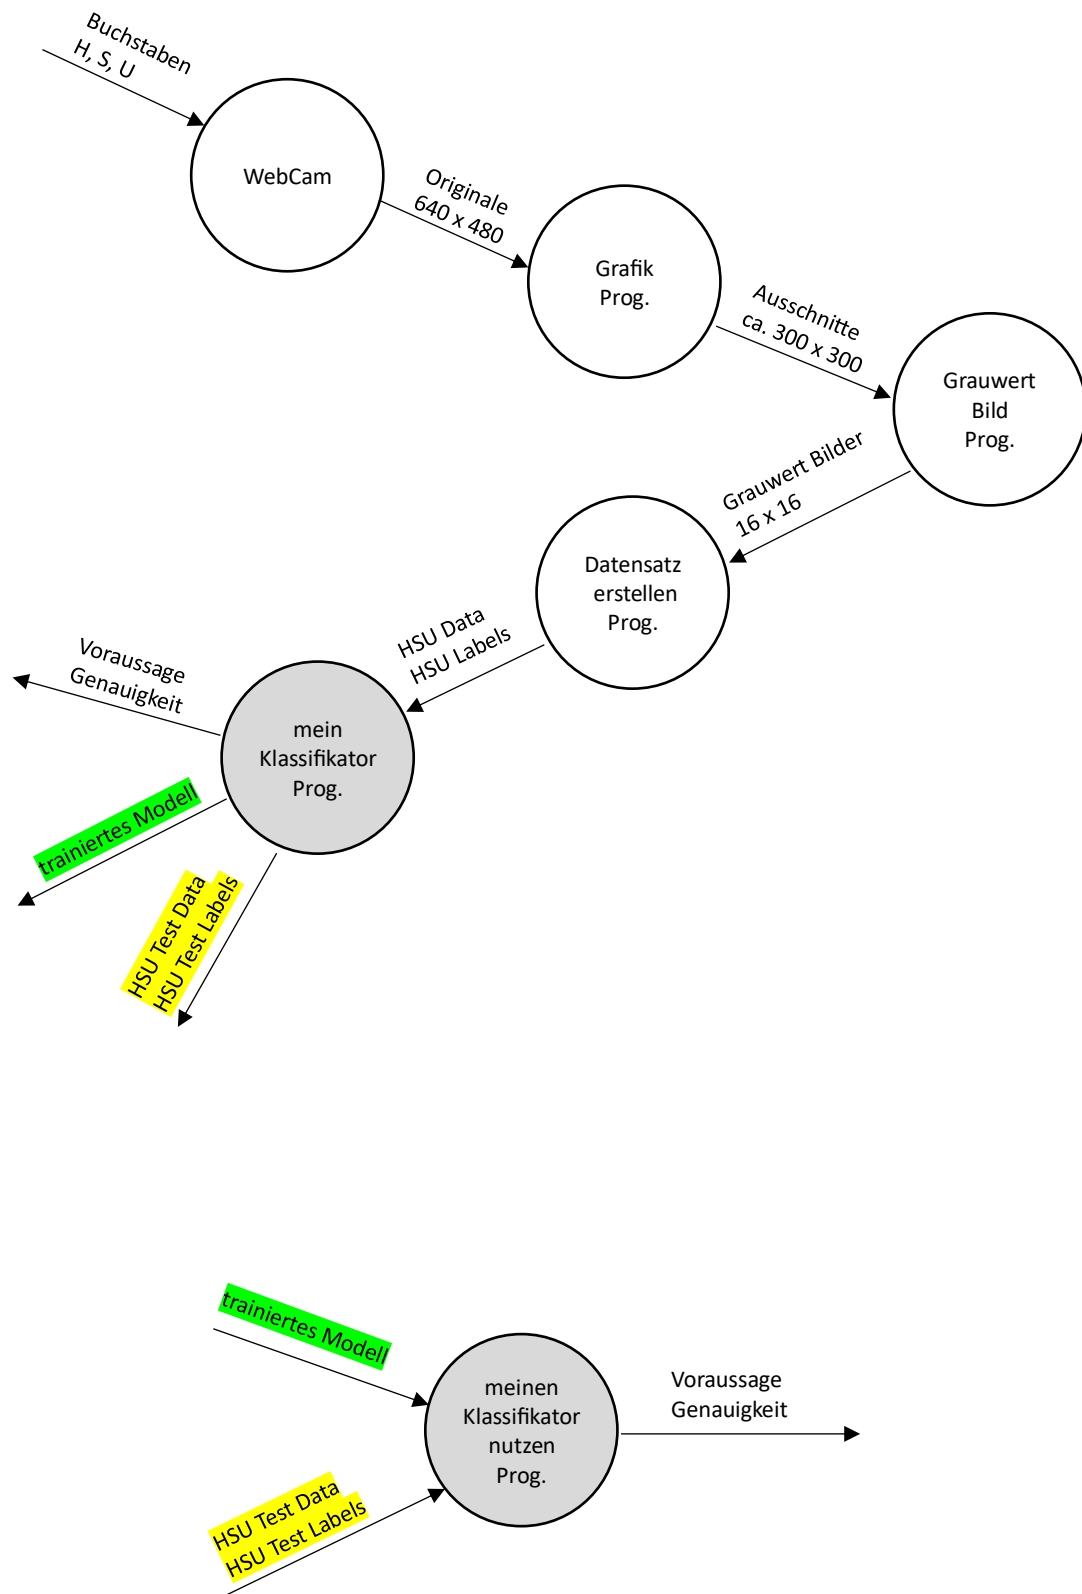 Buchstaben
H, S, U
WebCam
Originale
640 x 480
Grafik
Prog.
Ausschnitte
ca. 300 x 300
Grauwert
Bild
Prog.
Grauwert Bilder
16 x 16
Datensatz
erstellen
Prog.
HSU Data
HSU Labels
mein
Klassifikator
Prog.
Voraussage
Genauigkeit
trainiertes Modell
HSU Test Data
HSU Test Labels
trainiertes Modell
HSU Test Data
HSU Test Labels
meinen
Klassifikator
nutzen
Prog.
Voraussage
Genauigkeit